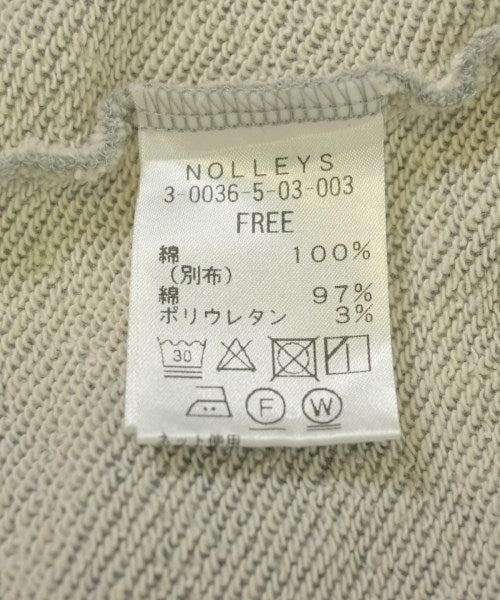 NOLLEYS
3-0036-5-03-003
FREE
綿 100%
(別布)
綿 97%
ポリウレタン 3%
30
F W
ネット使用